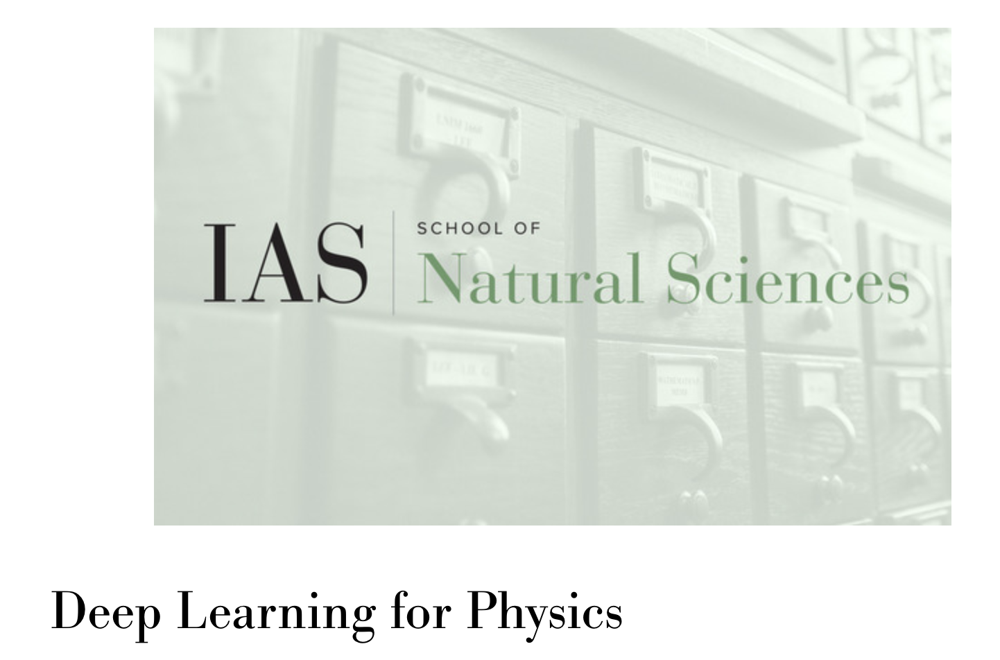 IAS
SCHOOL OF
Natural Sciences
Deep Learning for Physics